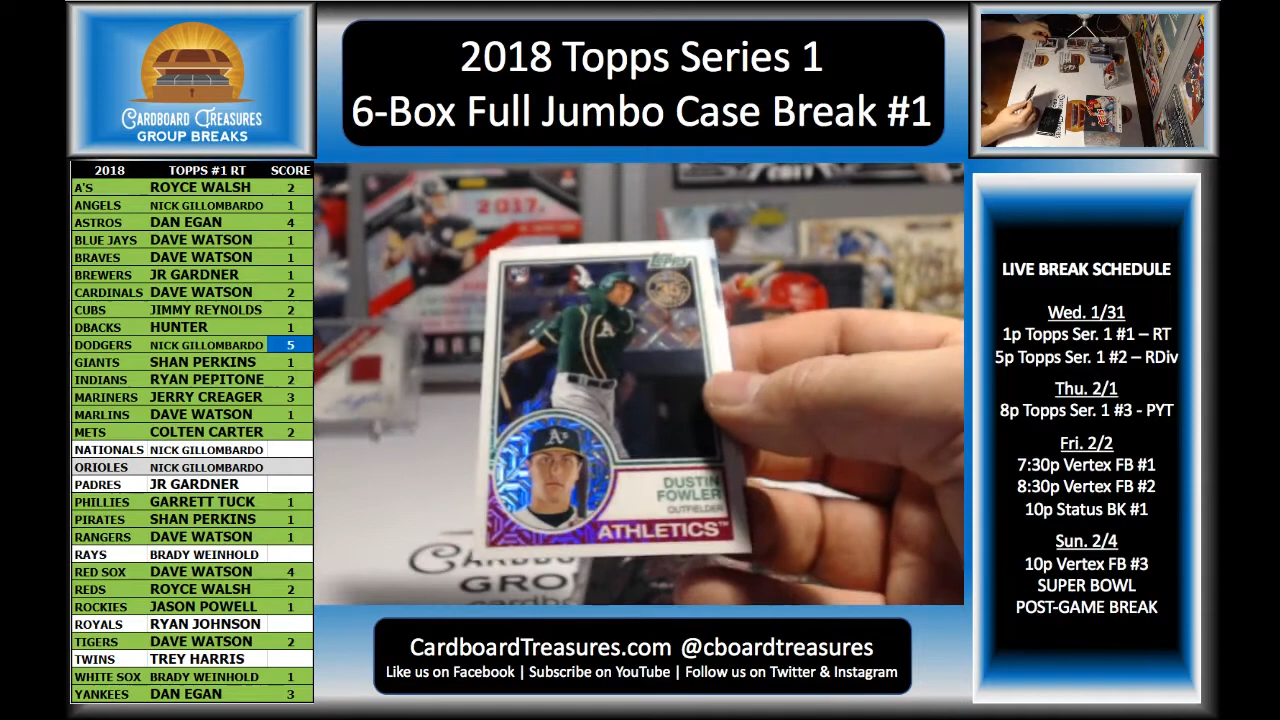 2018 Topps Series 1
6-Box Full Jumbo Case Break #1
CARDBOARD TREASURES
GROUP BREAKS
2018 TOPPS #1 RT SCORE
A'S ROYCE WALSH 2
ANGELS NICK GILLOMBARDO 1
ASTROS DAN EGAN 4
BLUE JAYS DAVE WATSON 1
BRAVES DAVE WATSON 1
BREWERS JR GARDNER 1
CARDINALS DAVE WATSON 2
CUBS JIMMY REYNOLDS 2
DBACKS HUNTER 1
DODGERS NICK GILLOMBARDO 5
GIANTS SHAN PERKINS 1
INDIANS RYAN PEPITONE 2
MARINERS JERRY CREAGER 3
MARLINS DAVE WATSON 1
METS COLTEN CARTER 2
NATIONALS NICK GILLOMBARDO
ORIOLES NICK GILLOMBARDO
PADRES JR GARDNER
PHILLIES GARRETT TUCK 1
PIRATES SHAN PERKINS 1
RANGERS DAVE WATSON 1
RAYS BRADY WEINHOLD
RED SOX DAVE WATSON 4
REDS ROYCE WALSH 2
ROCKIES JASON POWELL 1
ROYALS RYAN JOHNSON
TIGERS DAVE WATSON 2
TWINS TREY HARRIS
WHITE SOX BRADY WEINHOLD 1
YANKEES DAN EGAN 3
2017
Topps
35
A's
DUSTIN
FOWLER
OUTFIELDER
ATHLETICS™
GRO
LIVE BREAK SCHEDULE
Wed. 1/31
1p Topps Ser. 1 #1 – RT
5p Topps Ser. 1 #2 – RDiv
Thu. 2/1
8p Topps Ser. 1 #3 - PYT
Fri. 2/2
7:30p Vertex FB #1
8:30p Vertex FB #2
10p Status BK #1
Sun. 2/4
10p Vertex FB #3
SUPER BOWL
POST-GAME BREAK
CardboardTreasures.com @cboardtreasures
Like us on Facebook | Subscribe on YouTube | Follow us on Twitter & Instagram